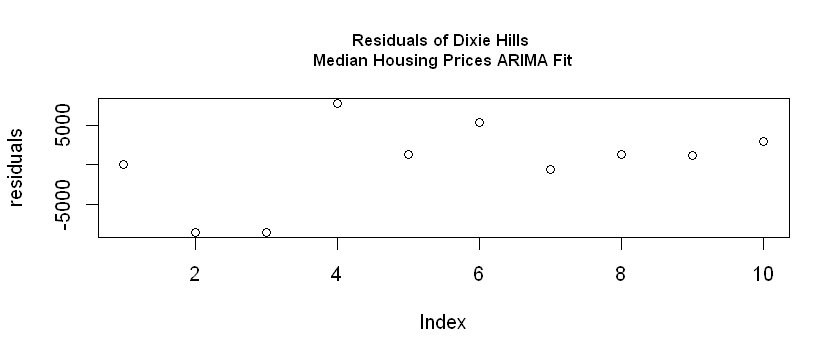 Residuals of Dixie Hills
Median Housing Prices ARIMA Fit
residuals
5000
-5000
2 4 6 8 10
Index